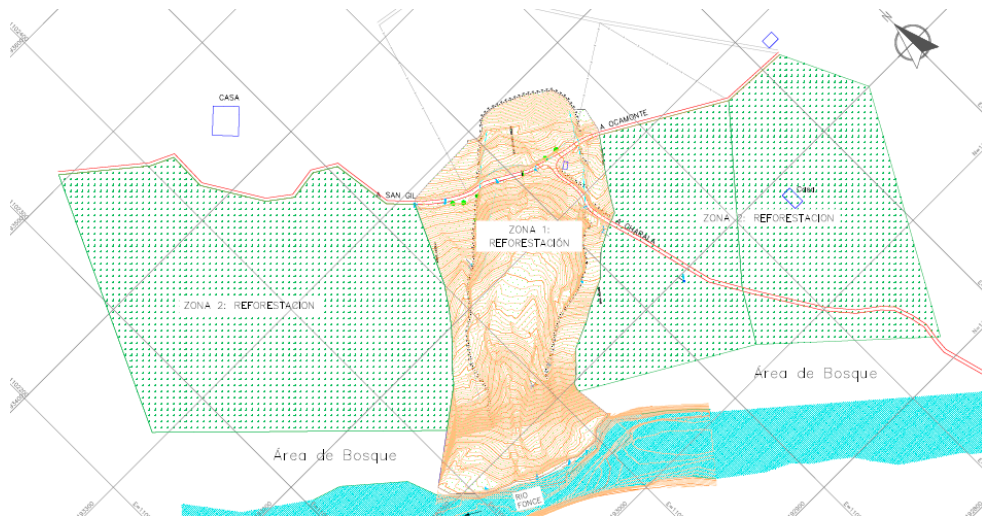 N
CASA
A OCAMONTE
A SAN GIL
Casa
ZONA 2: REFORESTACION
A CHARALA
ZONA 1:
REFORESTACIÓN
ZONA 2: REFORESTACION
Área de Bosque
Área de Bosque
RIO
FONCE